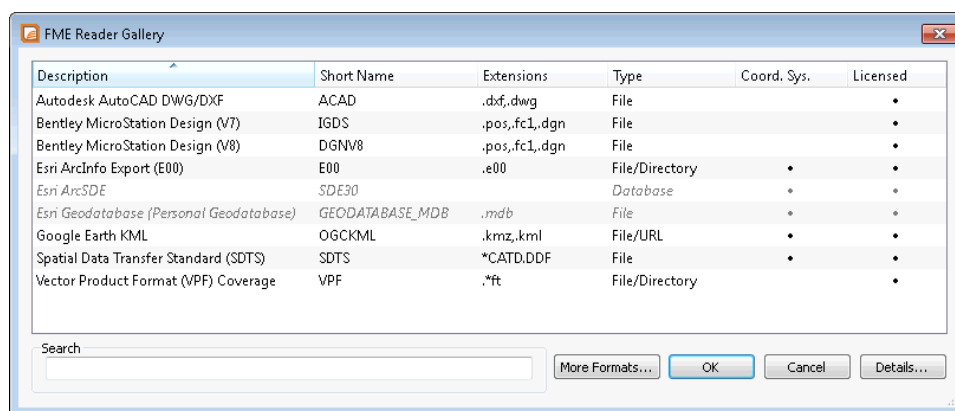 FME Reader Gallery
Description Short Name Extensions Type Coord. Sys. Licensed
Autodesk AutoCAD DWG/DXF ACAD .dxf,.dwg File •
Bentley MicroStation Design (V7) IGDS .pos,.fc1,.dgn File •
Bentley MicroStation Design (V8) DGNV8 .pos,.fc1,.dgn File •
Esri ArcInfo Export (E00) E00 .e00 File/Directory • •
Esri ArcSDE SDE30 Database • •
Esri Geodatabase (Personal Geodatabase) GEODATABASE_MDB .mdb File • •
Google Earth KML OGCKML .kmz,.kml File/URL • •
Spatial Data Transfer Standard (SDTS) SDTS *CATD.DDF File • •
Vector Product Format (VPF) Coverage VPF .*ft File/Directory •
Search
More Formats... OK Cancel Details...